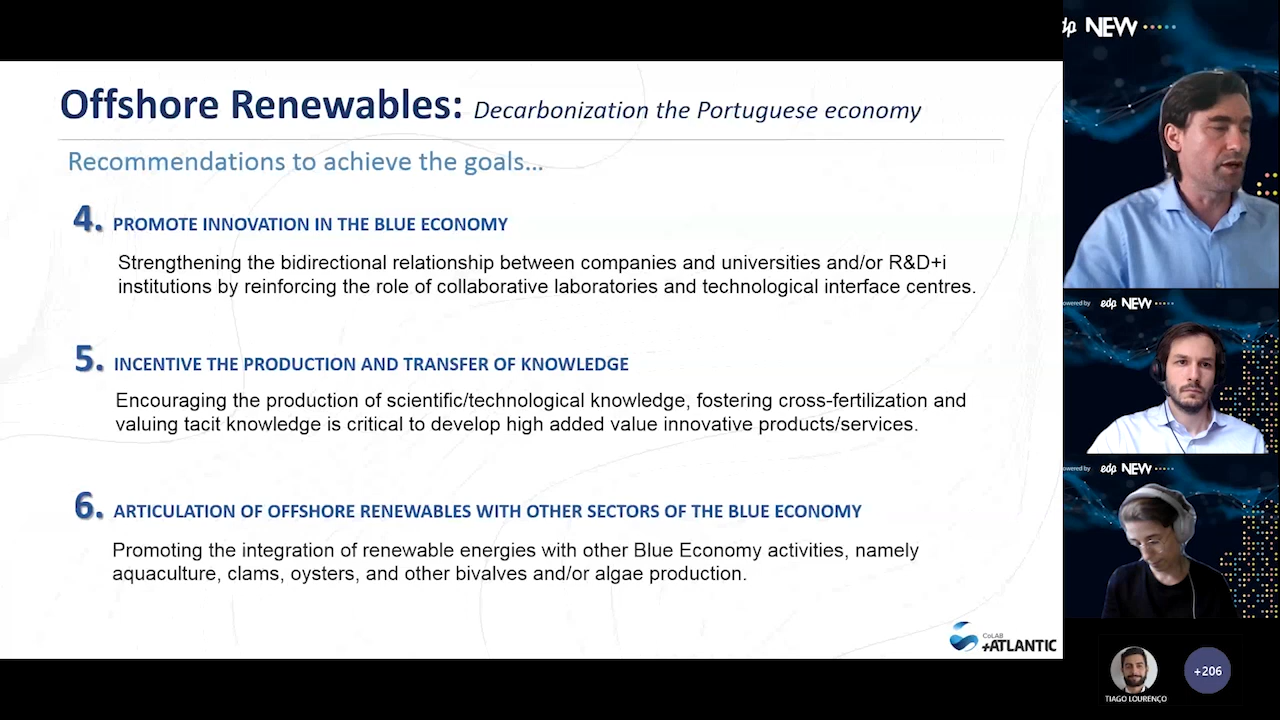 Offshore Renewables: Decarbonization the Portuguese economy
Recommendations to achieve the goals...
4. PROMOTE INNOVATION IN THE BLUE ECONOMY
Strengthening the bidirectional relationship between companies and universities and/or R&D+i
institutions by reinforcing the role of collaborative laboratories and technological interface centres.
5. INCENTIVE THE PRODUCTION AND TRANSFER OF KNOWLEDGE
Encouraging the production of scientific/technological knowledge, fostering cross-fertilization and
valuing tacit knowledge is critical to develop high added value innovative products/services.
6. ARTICULATION OF OFFSHORE RENEWABLES WITH OTHER SECTORS OF THE BLUE ECONOMY
Promoting the integration of renewable energies with other Blue Economy activities, namely
aquaculture, clams, oysters, and other bivalves and/or algae production.
CoLAB
+ATLANTIC
dp NEW
owered by edp NEW
owered by edp NEW
+206
TIAGO LOURENÇO